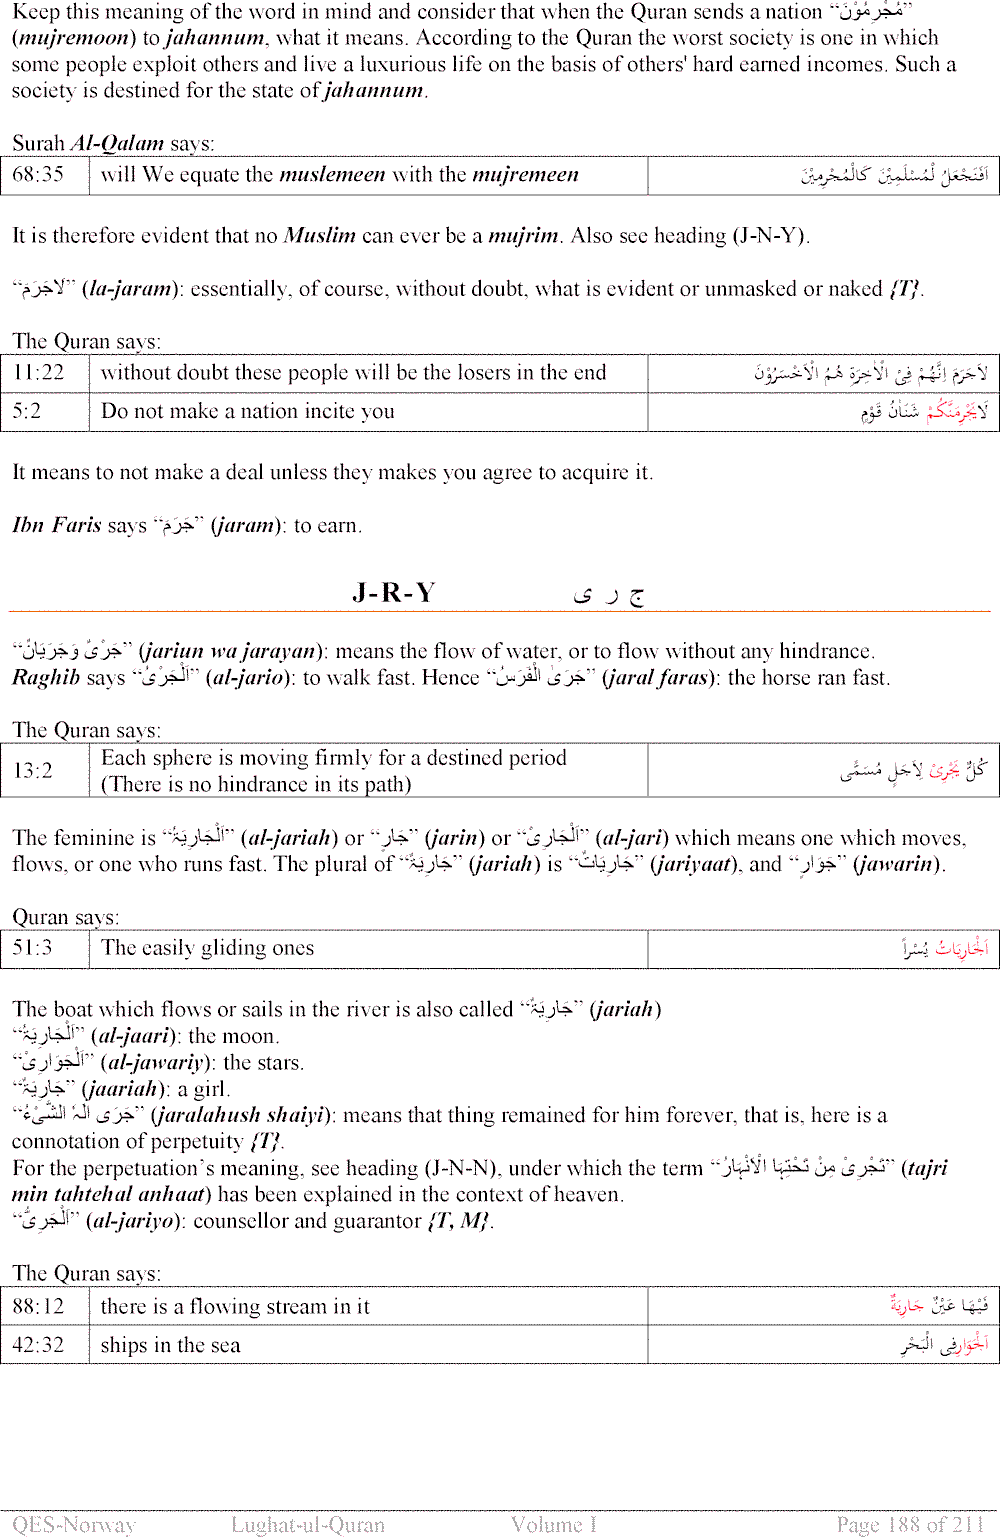 Keep this meaning of the word in mind and consider that when the Quran sends a nation “مُجْرِمُوْنَ”
(mujremoon) to jahannum, what it means. According to the Quran the worst society is one in which
some people exploit others and live a luxurious life on the basis of others' hard earned incomes. Such a
society is destined for the state of jahannum.
Surah Al-Qalam says:
68:35 will We equate the muslemeen with the mujremeen اَفَنَجْعَلُ لْمُسْلَمِيْنَ كَالْمُجْرِمِيْنَ
It is therefore evident that no Muslim can ever be a mujrim. Also see heading (J-N-Y).
“لَاجَرَمَ” (la-jaram): essentially, of course, without doubt, what is evident or unmasked or naked {T}.
The Quran says:
11:22 without doubt these people will be the losers in the end لَاجَرَمَ اِنَّهُمْ فِىْ الْاٰخِرَةِ هُمُ الْاَخْسَرُوْنَ
5:2 Do not make a nation incite you لَايَجْرِمَنَّكُمْ شَنَاٰنُ قَوْمٍ
It means to not make a deal unless they makes you agree to acquire it.
Ibn Faris says “جَرَمَ” (jaram): to earn.
J-R-Y ج ر ى
“جَرْىٌ وَجَرَيَانٌ” (jariun wa jarayan): means the flow of water, or to flow without any hindrance.
Raghib says “اَلْجَرْىُ” (al-jario): to walk fast. Hence “جَرَىٰ الْفَرَسُ” (jaral faras): the horse ran fast.
The Quran says:
13:2 Each sphere is moving firmly for a destined period كُلٌّ يَجْرِىْ لِاَجَلٍ مُسَمًّى
(There is no hindrance in its path)
The feminine is “اَلْجَارِيَۃُ” (al-jariah) or “جَارٍ” (jarin) or “اَلْجَارِىْ” (al-jari) which means one which moves,
flows, or one who runs fast. The plural of “جَارِيَۃٌ” (jariah) is “جَارِيَاتٌ” (jariyaat), and “جَوَارٍ” (jawarin).
Quran says:
51:3 The easily gliding ones اَلْجَارِيَاتُ يُسْراً
The boat which flows or sails in the river is also called “جَارِيَۃٌ” (jariah)
“اَلْجَارِيَۃُ” (al-jaari): the moon.
“اَلْجَوَارِىْ” (al-jawariy): the stars.
“جَارِيَۃٌ” (jaariah): a girl.
“جَرَى الَہٗ الشَّيْءُ” (jaralahush shaiyi): means that thing remained for him forever, that is, here is a
connotation of perpetuity {T}.
For the perpetuation’s meaning, see heading (J-N-N), under which the term “تَجْرِىْ مِنْ تَحْتِہَا الْاَنْہَارُ” (tajri
min tahtehal anhaat) has been explained in the context of heaven.
“اَلْجَرِىُّ” (al-jariyo): counsellor and guarantor {T, M}.
The Quran says:
88:12 there is a flowing stream in it فَيْهَا عَيْنٌ جَارِيَةٌ
42:32 ships in the sea اَلْجَوَارِفِى الْبَحْرِ
QES-Norway Lughat-ul-Quran Volume I Page 188 of 211